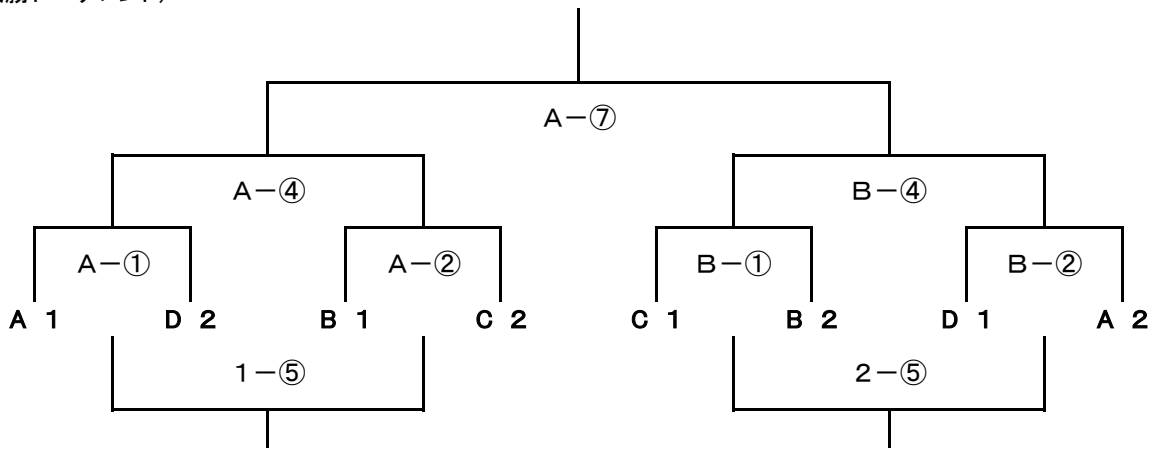 A－⑦
A－④ B－④
A－① A－② B－① B－②
A 1 D 2 B 1 C 2 C 1 B 2 D 1 A 2
1－⑤ 2－⑤